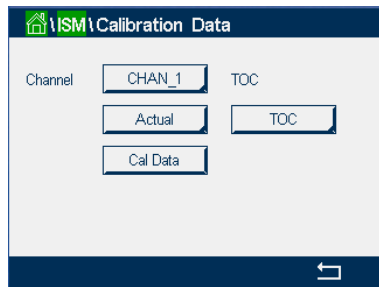 \ISM\Calibration Data
Channel CHAN_1 TOC
Actual TOC
Cal Data